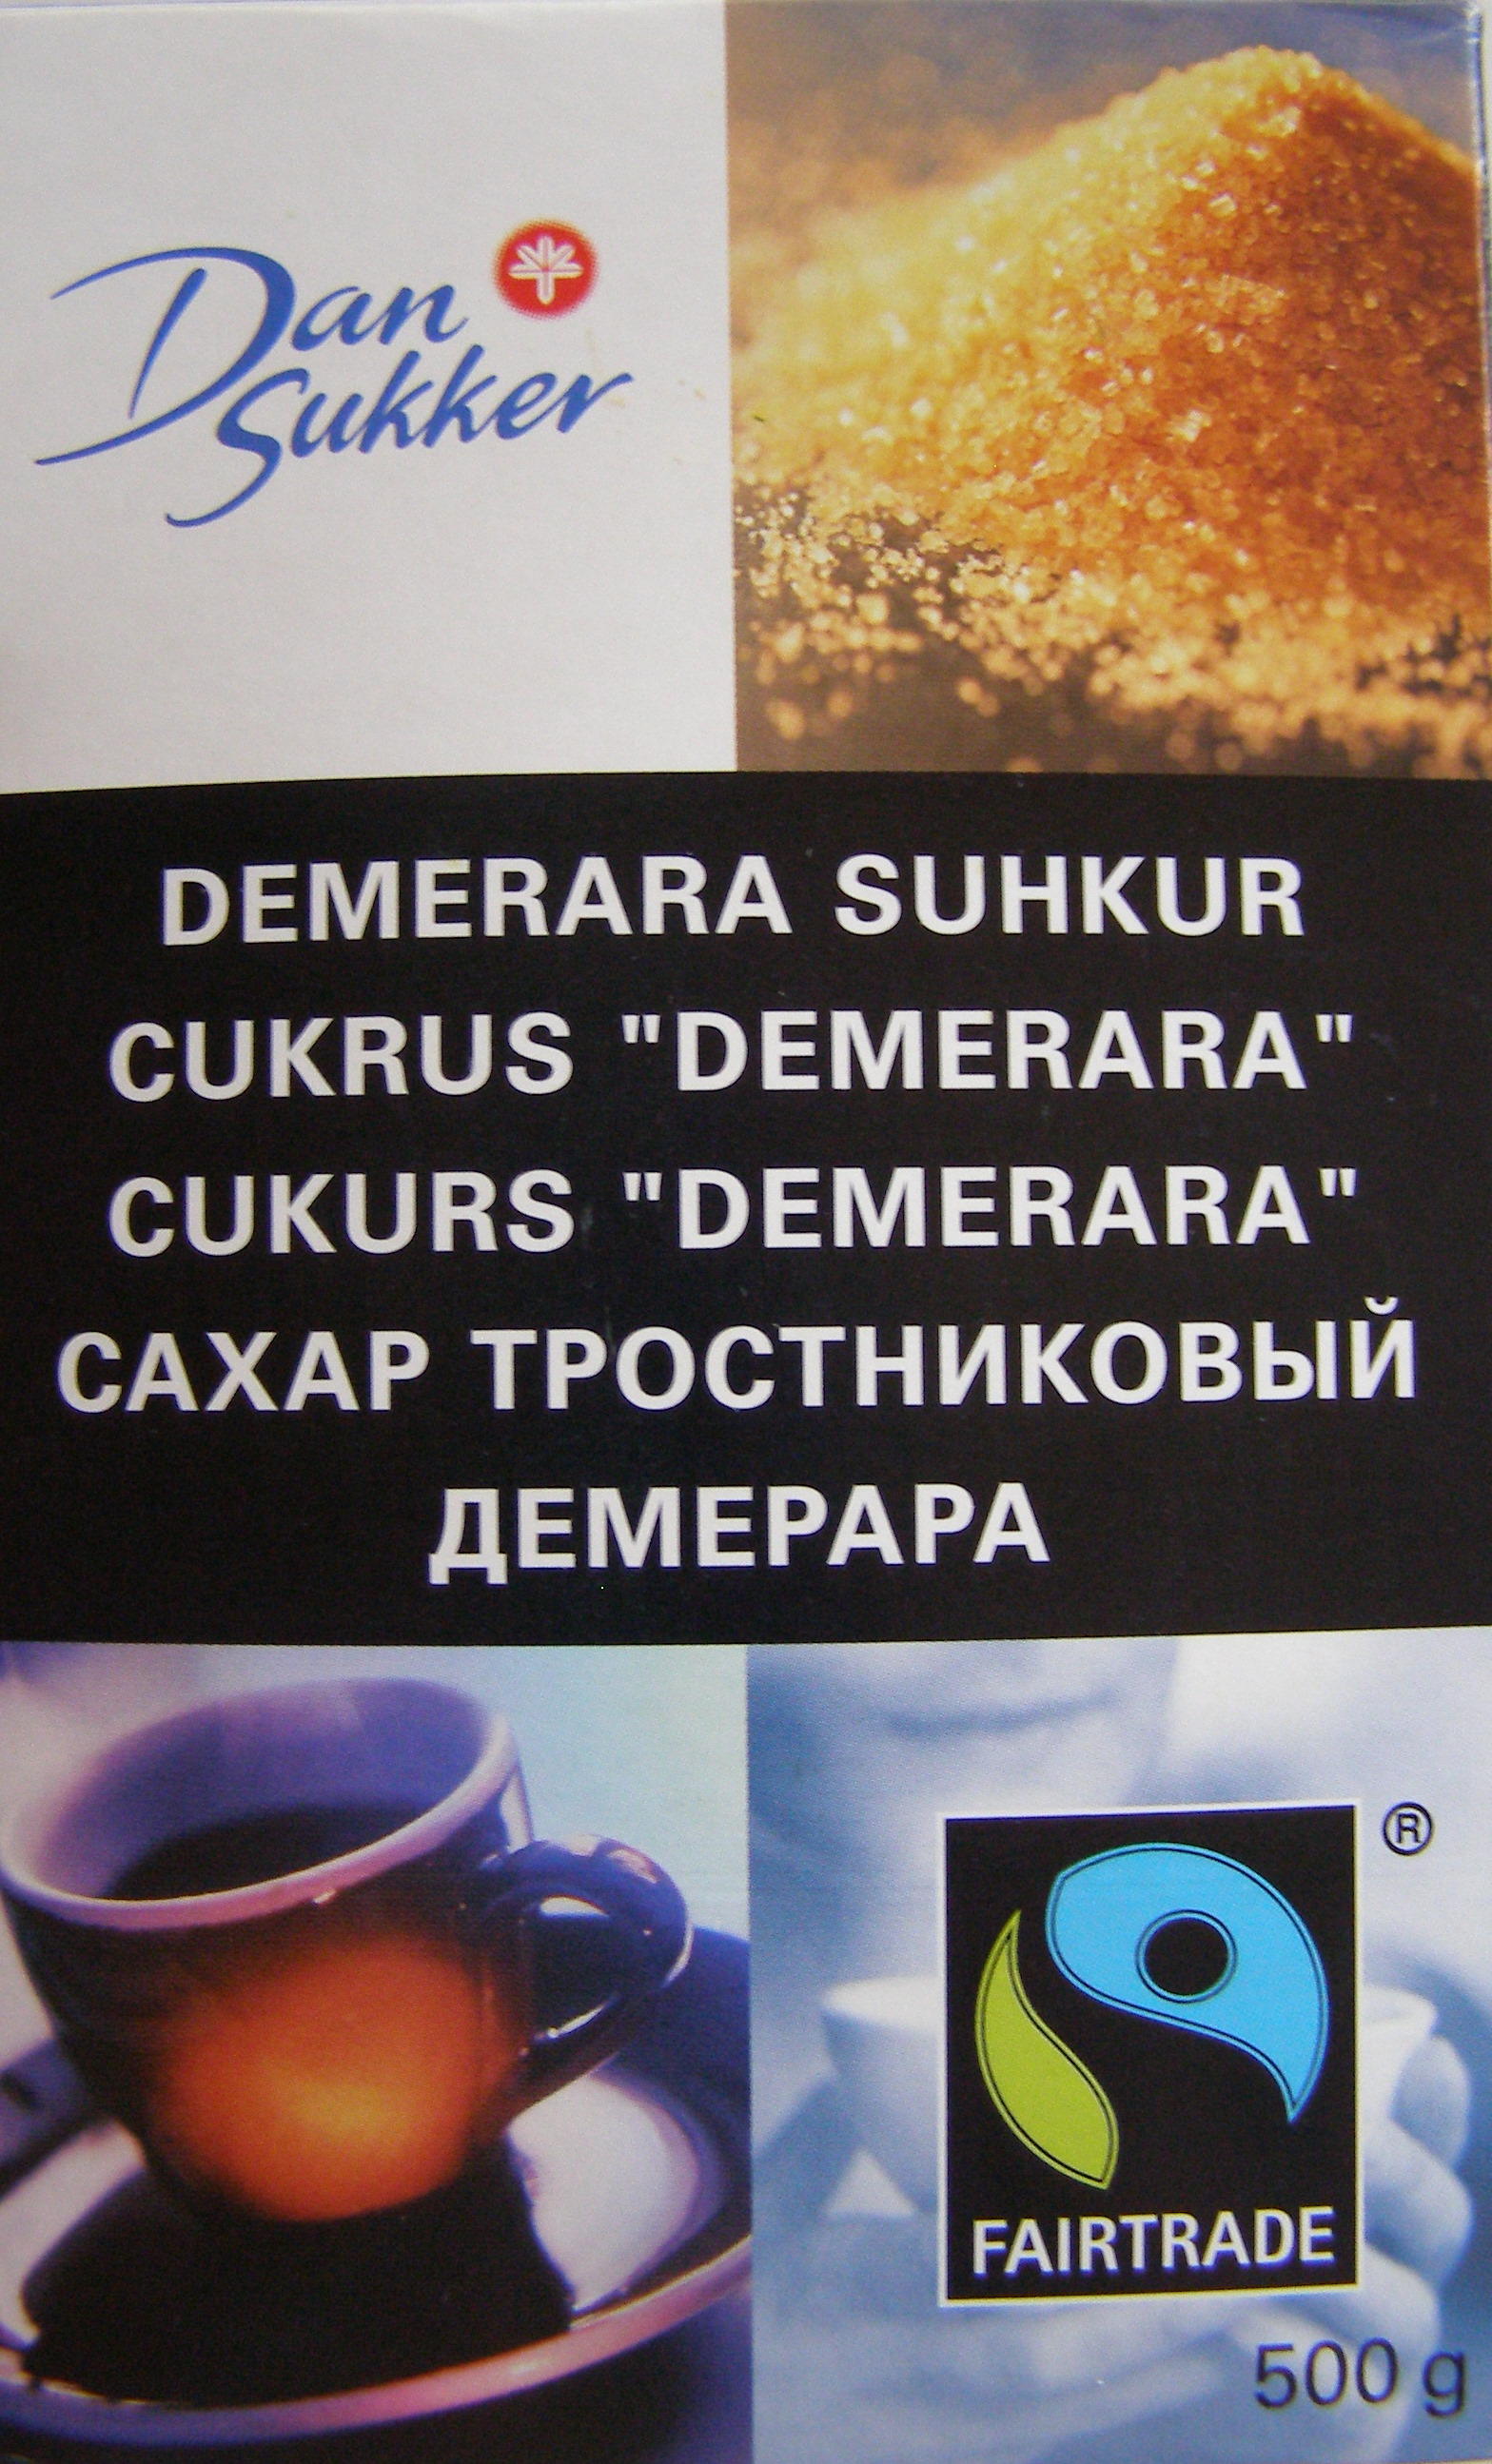 Dan
Sukker
DEMERARA SUHKUR
CUKRUS "DEMERARA"
CUKURS "DEMERARA"
САХАР ТРОСТНИКОВЫЙ
ДЕМЕРАРА
®
FAIRTRADE
500 g